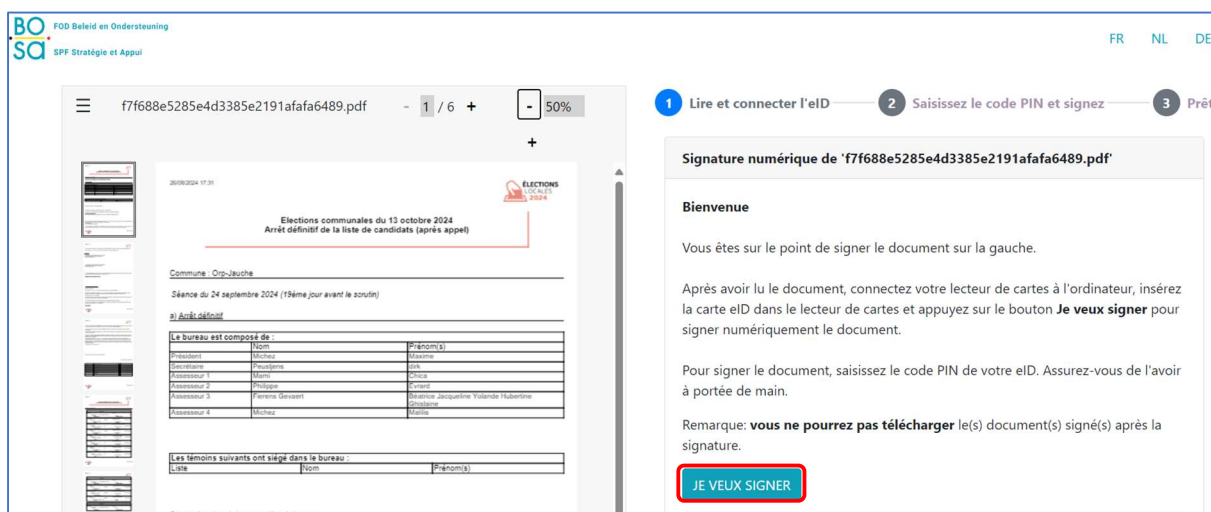 BO SA
FOD Beleid en Ondersteuning
SPF Stratégie et Appui
FR NL DE
f7f688e5285e4d3385e2191afafa6489.pdf - 1 / 6 + - 50%
+
1 Lire et connecter l'eID 2 Saisissez le code PIN et signez 3 Prêt
26/08/2024 17:31
ÉLECTIONS
LOCALES
2024
Elections communales du 13 octobre 2024
Arrêt définitif de la liste de candidats (après appel)
Commune : Orp-Jauche
Séance du 24 septembre 2024 (19ème jour avant le scrutin)
a) Arrêt définitif
Le bureau est composé de :
Nom Prénom(s)
Président Michez Maxime
Secrétaire Peustjens dirk
Assesseur 1 Mami Chica
Assesseur 2 Philippe Evrard
Assesseur 3 Fierens Gevaert Béatrice Jacqueline Yolande Hubertine
Ghislaine
Assesseur 4 Michez
Les témoins suivants ont siégé dans le bureau :
Liste Nom Prénom(s)
Signature numérique de 'f7f688e5285e4d3385e2191afafa6489.pdf'
Bienvenue
Vous êtes sur le point de signer le document sur la gauche.
Après avoir lu le document, connectez votre lecteur de cartes à l'ordinateur, insérez
la carte eID dans le lecteur de cartes et appuyez sur le bouton Je veux signer pour
signer numériquement le document.
Pour signer le document, saisissez le code PIN de votre eID. Assurez-vous de l'avoir
à portée de main.
Remarque: vous ne pourrez pas télécharger le(s) document(s) signé(s) après la
signature.
JE VEUX SIGNER